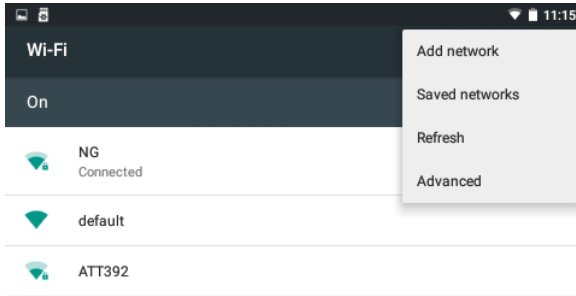 11:15
Wi-Fi
On
NG
Connected
default
ATT392
Add network
Saved networks
Refresh
Advanced